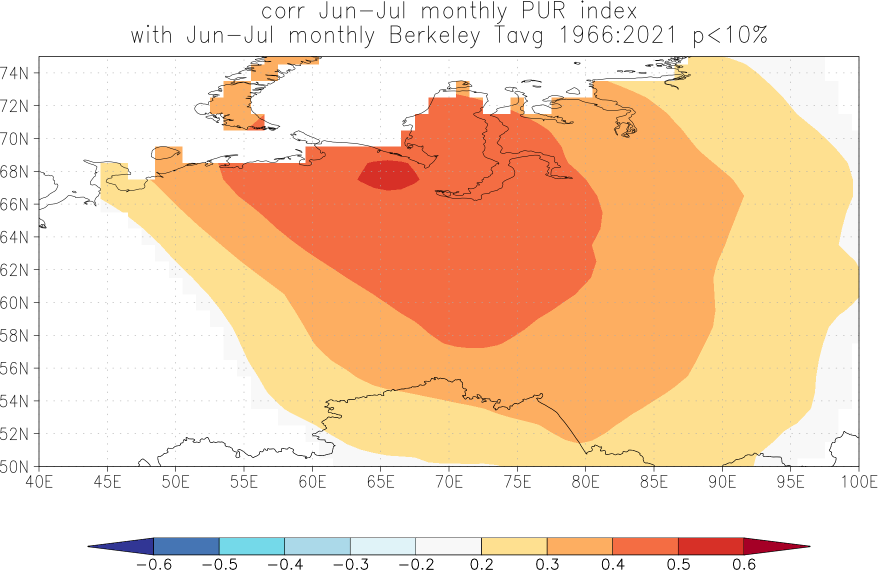 corr Jun-Jul monthly PUR index
with Jun-Jul monthly Berkeley Tavg 1966:2021 p<10%
74N
72N
70N
68N
66N
64N
62N
60N
58N
56N
54N
52N
50N
40E 45E 50E 55E 60E 65E 70E 75E 80E 85E 90E 95E 100E
-0.6 -0.5 -0.4 -0.3 -0.2 0.2 0.3 0.4 0.5 0.6